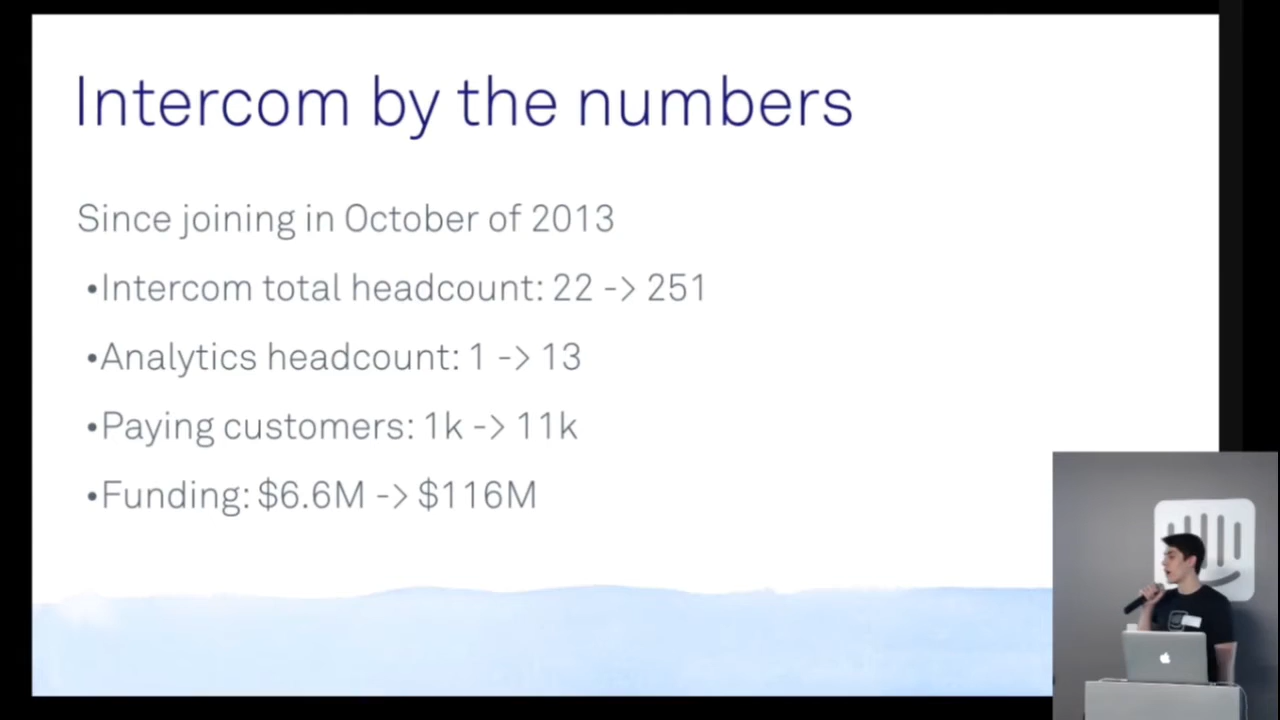 Intercom by the numbers
Since joining in October of 2013
•Intercom total headcount: 22 -> 251
•Analytics headcount: 1 -> 13
•Paying customers: 1k -> 11k
•Funding: $6.6M -> $116M